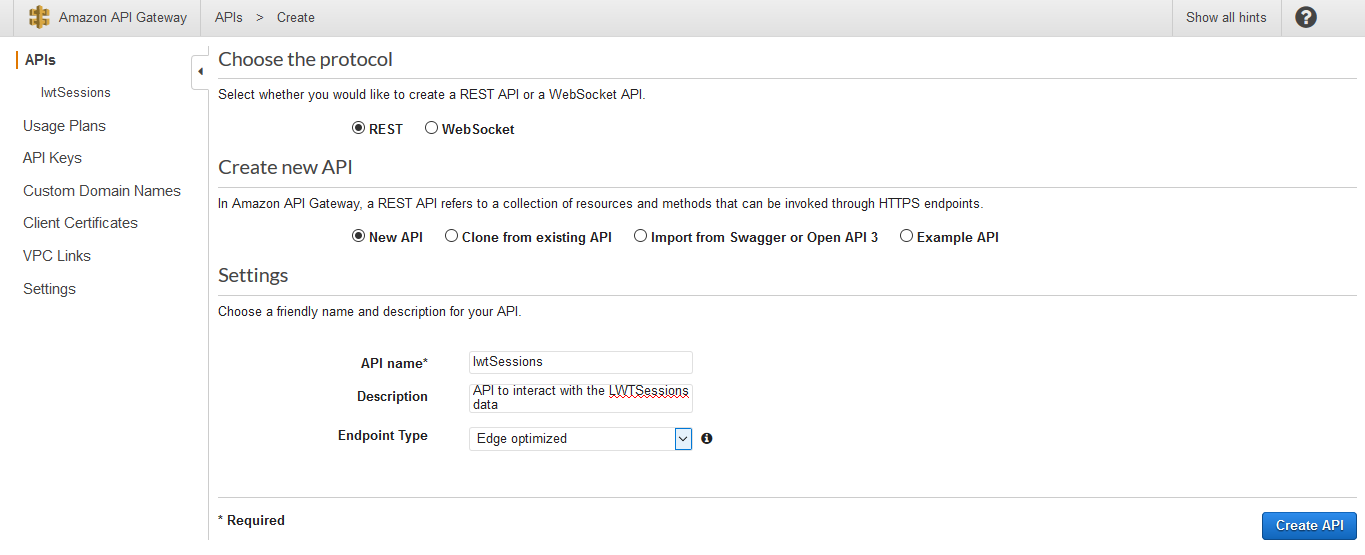 Amazon API Gateway APIs > Create Show all hints ?
APIs
lwtSessions
Usage Plans
API Keys
Custom Domain Names
Client Certificates
VPC Links
Settings
Choose the protocol
Select whether you would like to create a REST API or a WebSocket API.
REST WebSocket
Create new API
In Amazon API Gateway, a REST API refers to a collection of resources and methods that can be invoked through HTTPS endpoints.
New API Clone from existing API Import from Swagger or Open API 3 Example API
Settings
Choose a friendly name and description for your API.
API name* lwtSessions
Description API to interact with the LWTSessions
data
Endpoint Type Edge optimized
* Required Create API